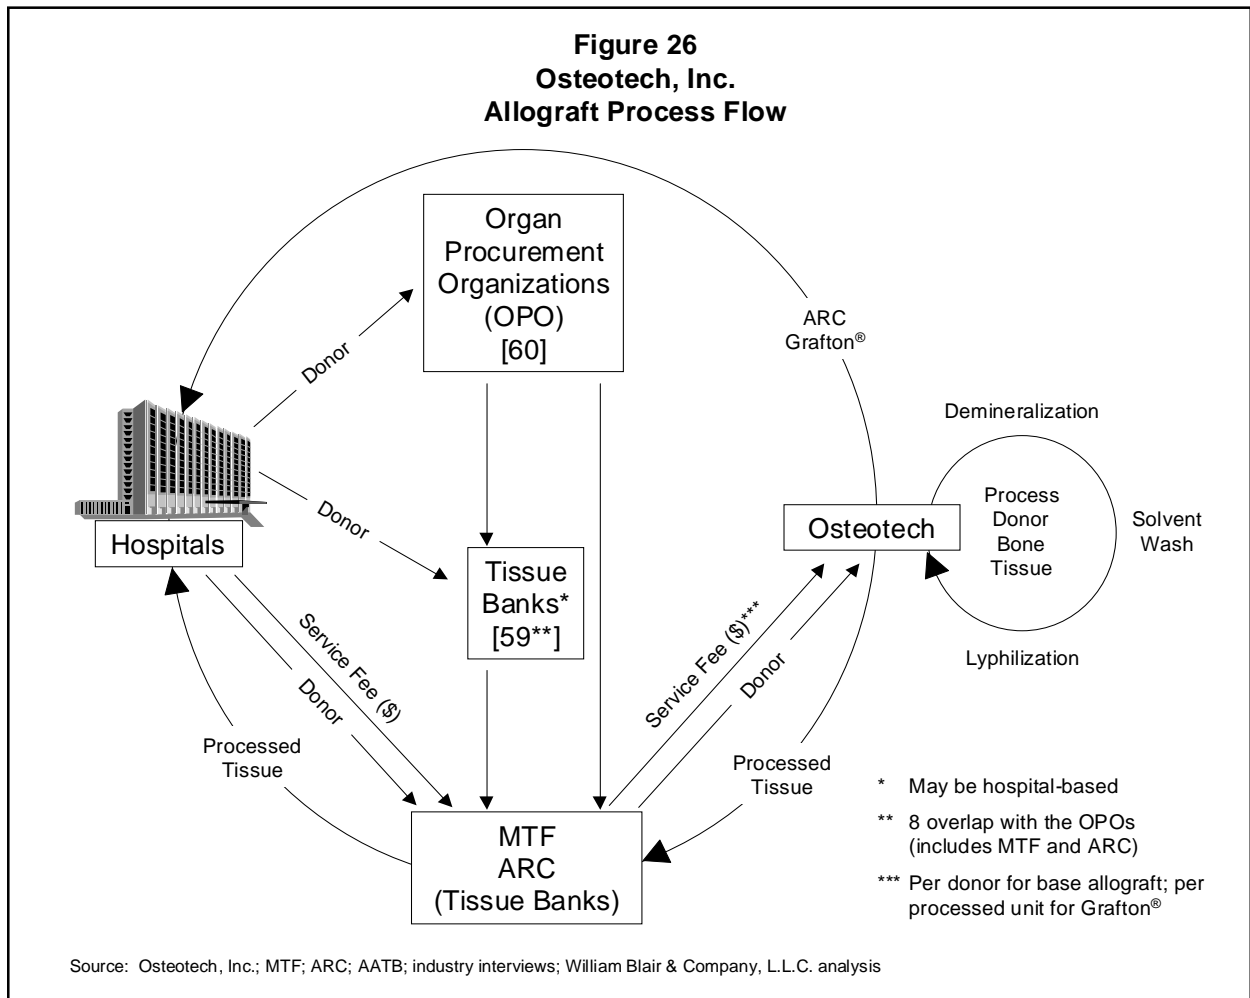 Figure 26
Osteotech, Inc.
Allograft Process Flow
Organ
Procurement
Organizations
(OPO)
[60]
ARC
Grafton®
Donor
Demineralization
Process
Donor
Bone
Tissue
Solvent
Wash
Osteotech
Donor
Hospitals
Tissue
Banks*
[59**]
Lyphilization
Service Fee ($)
Donor
Service Fee ($)***
Donor
Processed
Tissue
Processed
Tissue
MTF
ARC
(Tissue Banks)
* May be hospital-based
** 8 overlap with the OPOs
(includes MTF and ARC)
*** Per donor for base allograft; per
processed unit for Grafton®
Source: Osteotech, Inc.; MTF; ARC; AATB; industry interviews; William Blair & Company, L.L.C. analysis